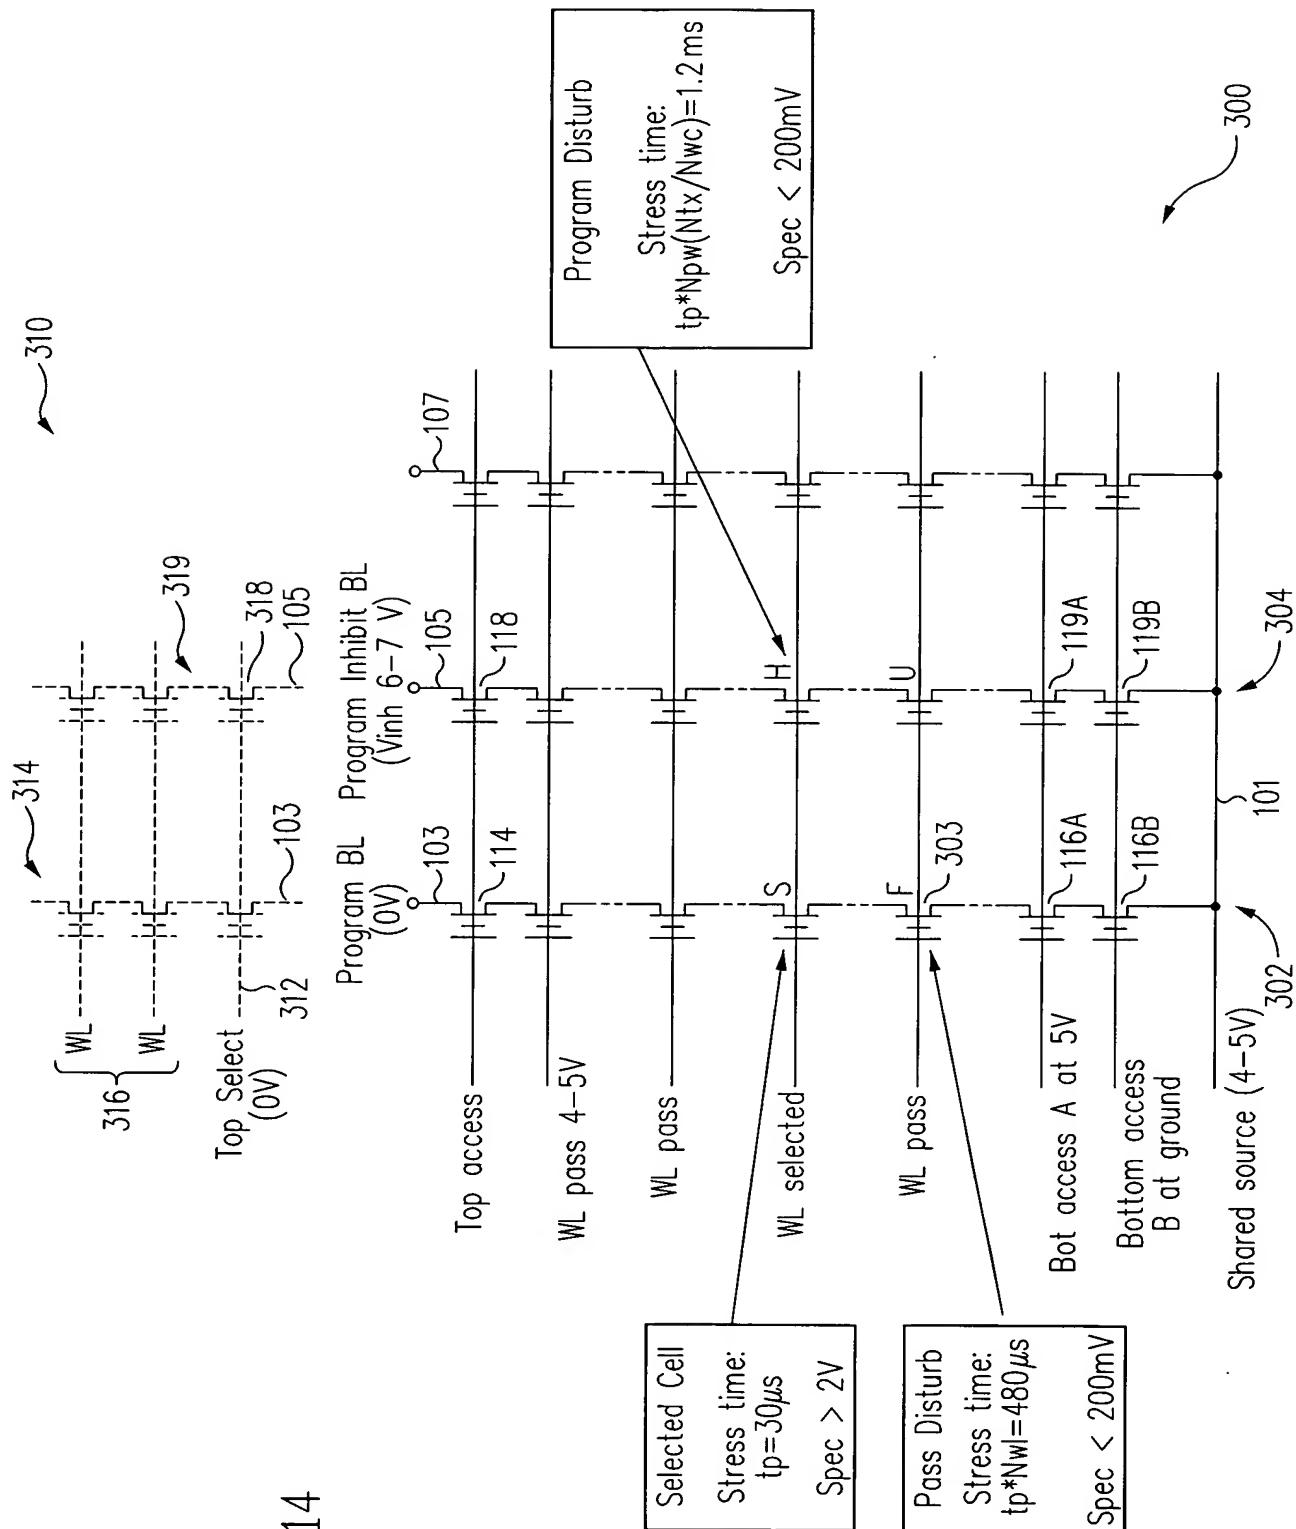 310
314
319
318
105
103
312
WL
WL
316
Top Select
(0V)
Program BL
(0V)
Program Inhibit BL
(Vinh 6-7 V)
103
105
107
114
118
Top access
WL pass 4-5V
WL pass
WL selected
WL pass
Bot access A at 5V
Bottom access
B at ground
Shared source (4-5V)
S
H
F
U
303
116A
119A
116B
119B
101
302
304
300
Program Disturb
Stress time:
tp*Npw(Ntx/Nwc)=1.2ms
Spec < 200mV
Selected Cell
Stress time:
tp=30µs
Spec > 2V
Pass Disturb
Stress time:
tp*Nwl=480µs
Spec < 200mV
14